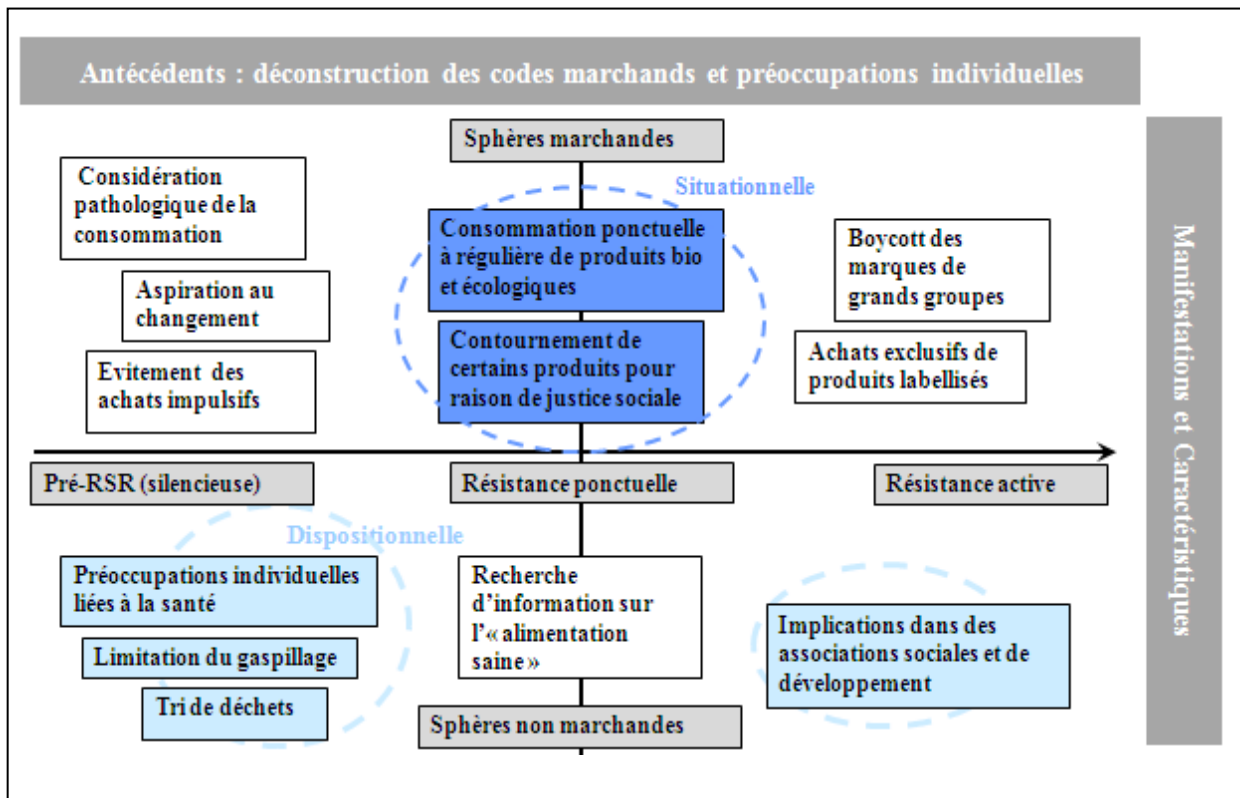 Antécédents : déconstruction des codes marchands et préoccupations individuelles
Sphères marchandes
Situationnelle
Considération
pathologique de la
consommation
Aspiration au
changement
Evitement des
achats impulsifs
Consommation ponctuelle
à régulière de produits bio
et écologiques
Contournement de
certains produits pour
raison de justice sociale
Boycott des
marques de
grands groupes
Achats exclusifs de
produits labellisés
Manifestations et Caractéristiques
Pré-RSR (silencieuse)
Résistance ponctuelle
Résistance active
Dispositionnelle
Préoccupations individuelles
liées à la santé
Limitation du gaspillage
Tri de déchets
Recherche
d’information sur
l’« alimentation
saine »
Implications dans des
associations sociales et de
développement
Sphères non marchandes